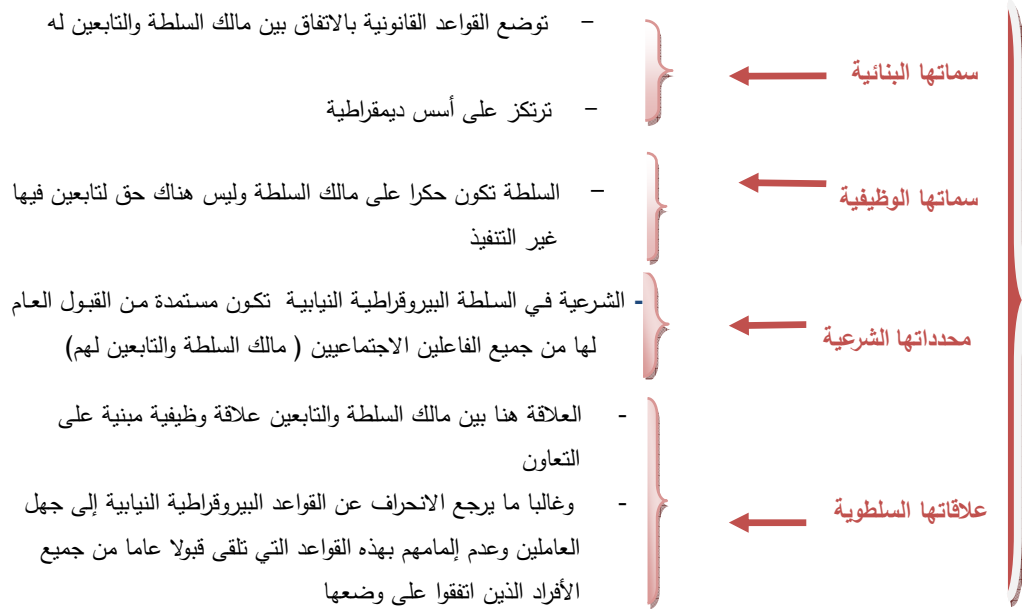 سماتها البنائية
– توضع القواعد القانونية بالاتفاق بين مالك السلطة والتابعين له
– ترتكز على أسس ديمقراطية
سماتها الوظيفية
– السلطة تكون حكرا على مالك السلطة وليس هناك حق لتابعين فيها
غير التنفيذ
محدداتها الشرعية
- الشرعية في السلطة البيروقراطية النيابية تكون مستمدة من القبول العام
لها من جميع الفاعلين الاجتماعيين ( مالك السلطة والتابعين لهم)
علاقاتها السلطوية
- العلاقة هنا بين مالك السلطة والتابعين علاقة وظيفية مبنية على
التعاون
- وغالبا ما يرجع الانحراف عن القواعد البيروقراطية النيابية إلى جهل
العاملين وعدم إلمامهم بهذه القواعد التي تلقى قبولا عاما من جميع
الأفراد الذين اتفقوا على وضعها